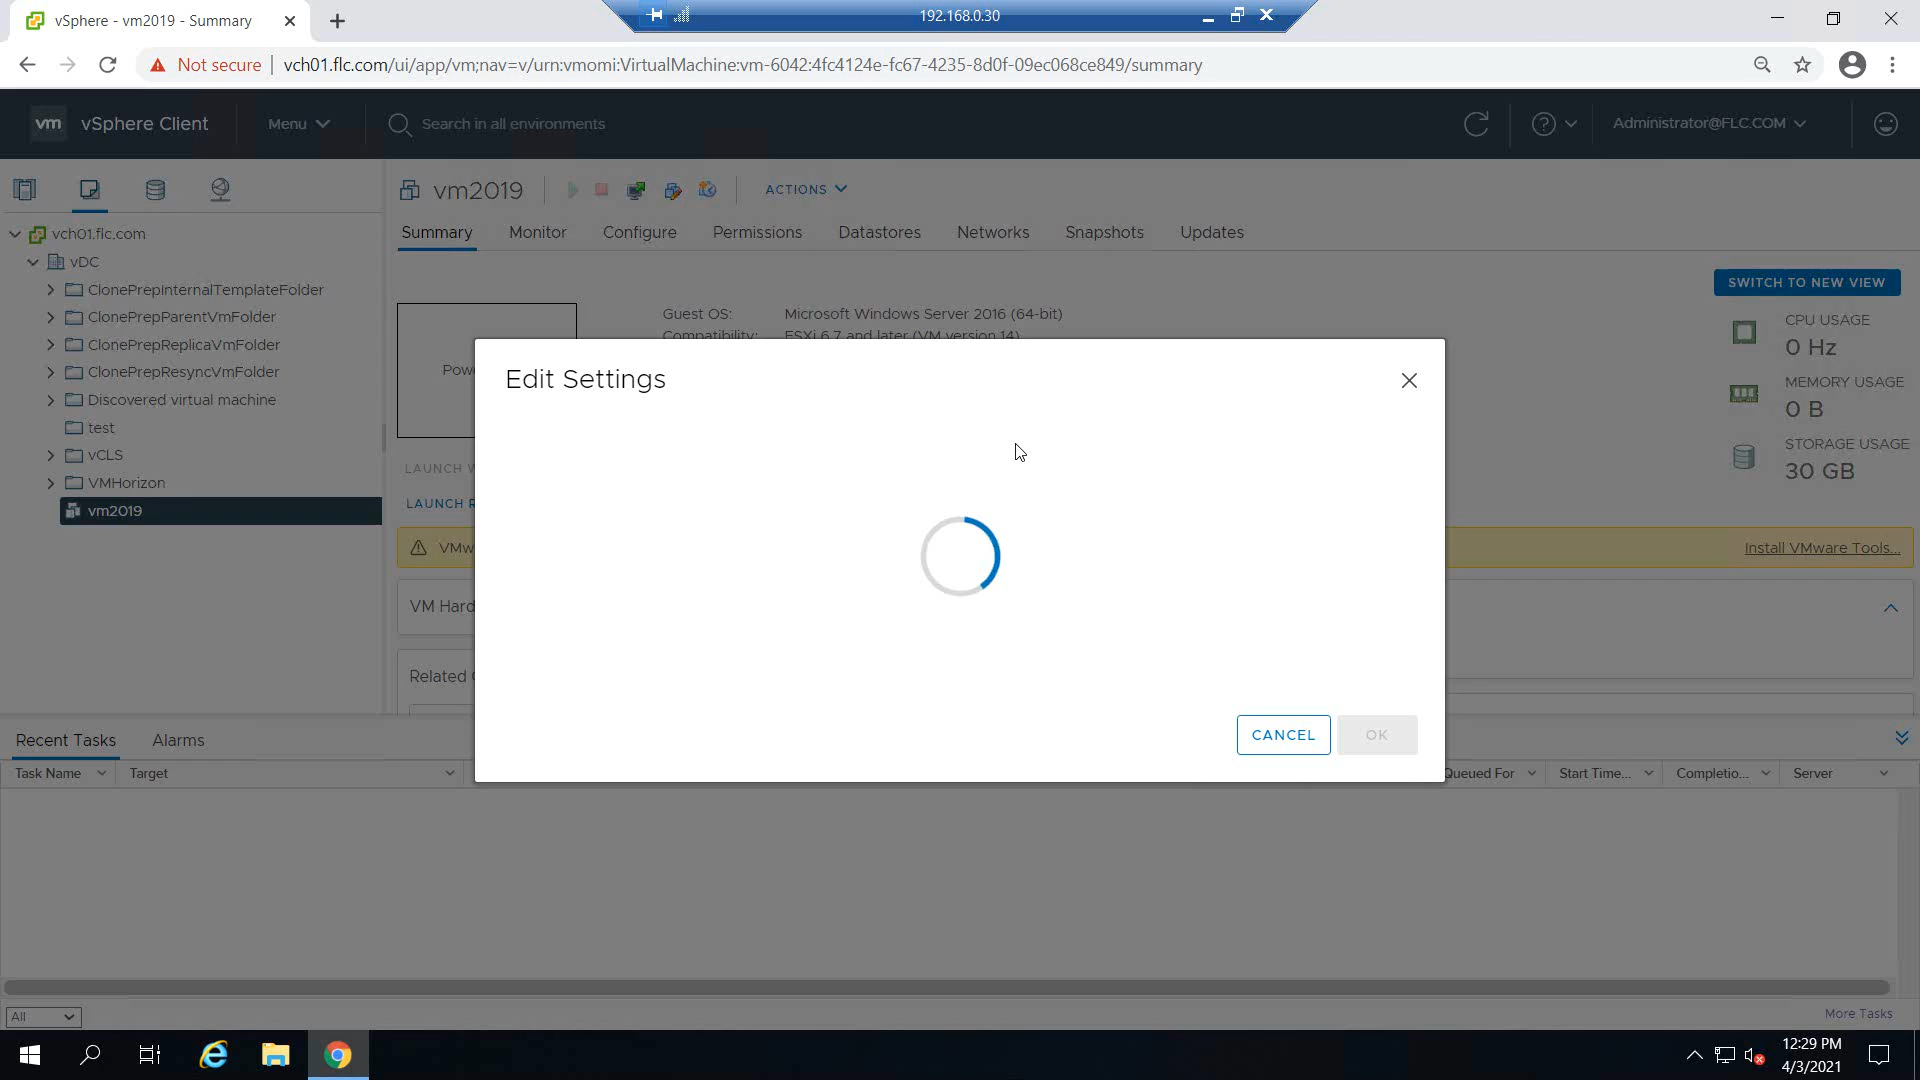 vSphere - vm2019 - Summary
192.168.0.30
Not secure
vch01.flc.com/ui/app/vm;nav=v/urn:vmomi:VirtualMachine:vm-6042:4fc4124e-fc67-4235-8d0f-09ec068ce849/summary
vm
vSphere Client
Menu
Search in all environments
Administrator@FLC.COM
vm2019
ACTIONS
Summary
Monitor
Configure
Permissions
Datastores
Networks
Snapshots
Updates
vch01.flc.com
vDC
ClonePrepInternalTemplateFolder
ClonePrepParentVmFolder
ClonePrepReplicaVmFolder
ClonePrepResyncVmFolder
Discovered virtual machine
test
vCLS
VMHorizon
vm2019
SWITCH TO NEW VIEW
Guest OS: Microsoft Windows Server 2016 (64-bit)
Compatibility: ESXi 6.7 and later (VM version 14)
CPU USAGE
0 Hz
MEMORY USAGE
0 B
STORAGE USAGE
30 GB
Pow
LAUNCH
LAUNCH R
VMw
Install VMware Tools...
VM Hard
Related
Edit Settings
CANCEL
OK
Recent Tasks
Alarms
Task Name
Target
Queued For
Start Time...
Completio...
Server
All
More Tasks
12:29 PM
4/3/2021